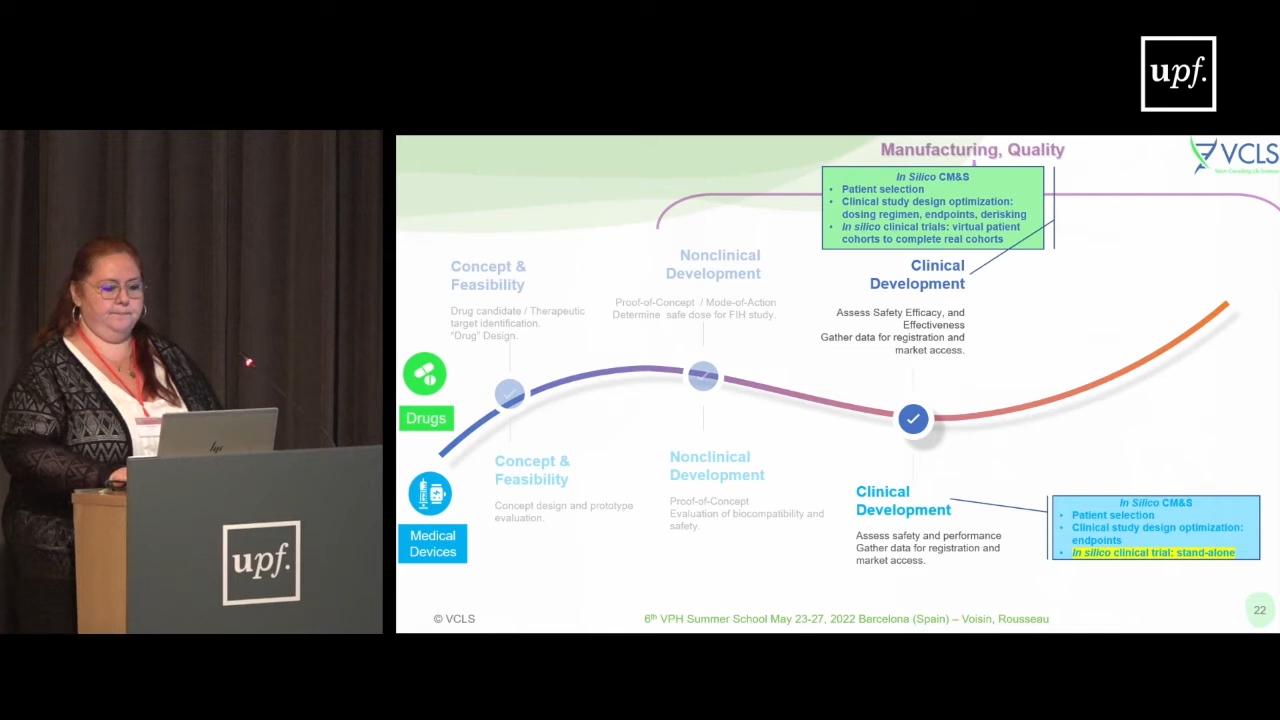 upf.
Manufacturing, Quality
VCLS
In Silico CM&S
• Patient selection
• Clinical study design optimization:
dosing regimen, endpoints, derisking
• In silico clinical trials: virtual patient
cohorts to complete real cohorts
Concept &
Feasibility
Drug candidate / Therapeutic
target identification.
"Drug" Design.
Nonclinical
Development
Proof-of-Concept / Mode-of-Action
Determine safe dose for FIH study.
Clinical
Development
Assess Safety Efficacy, and
Effectiveness
Gather data for registration and
market access.
Drugs
Medical
Devices
Concept &
Feasibility
Concept design and prototype
evaluation.
Nonclinical
Development
Proof-of-Concept
Evaluation of biocompatibility and
safety.
Clinical
Development
Assess safety and performance
Gather data for registration and
market access.
In Silico CM&S
• Patient selection
• Clinical study design optimization:
endpoints
• In silico clinical trial: stand-alone
hp
upf.
© VCLS
6th VPH Summer School May 23-27, 2022 Barcelona (Spain) – Voisin, Rousseau
22